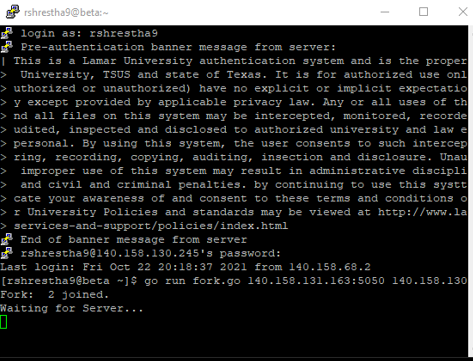 rshrestha9@beta:~
login as: rshrestha9
Pre-authentication banner message from server:
| This is a Lamar University authentication system and is the proper
> University, TSUS and state of Texas. It is for authorized use onl
> uthorized or unauthorized) have no explicit or implicit expectatio
> y except provided by applicable privacy law. Any or all uses of th
> nd all files on this system may be intercepted, monitored, recorde
> udited, inspected and disclosed to authorized university and law e
> personal. By using this system, the user consents to such intercep
> ring, recording, copying, auditing, insection and disclosure. Unau
> improper use of this system may result in administrative discipli
> and civil and criminal penalties. by continuing to use this systt
> cate your awareness of and consent to these terms and conditions o
> r University Policies and standards may be viewed at http://www.la
> services-and-support/policies/index.html
End of banner message from server
rshrestha9@140.158.130.245's password:
Last login: Fri Oct 22 20:18:37 2021 from 140.158.68.2
[rshrestha9@beta ~]$ go run fork.go 140.158.131.163:5050 140.158.130
Fork:  2 joined.
Waiting for Server...